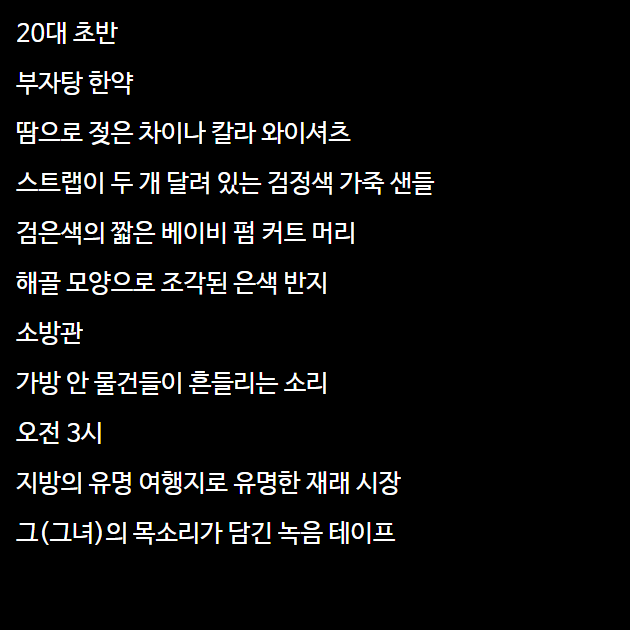 20대 초반
부자탕 한약
땀으로 젖은 차이나 칼라 와이셔츠
스트랩이 두 개 달려 있는 검정색 가죽 샌들
검은색의 짧은 베이비 펌 커트 머리
해골 모양으로 조각된 은색 반지
소방관
가방 안 물건들이 흔들리는 소리
오전 3시
지방의 유명 여행지로 유명한 재래 시장
그(그녀)의 목소리가 담긴 녹음 테이프